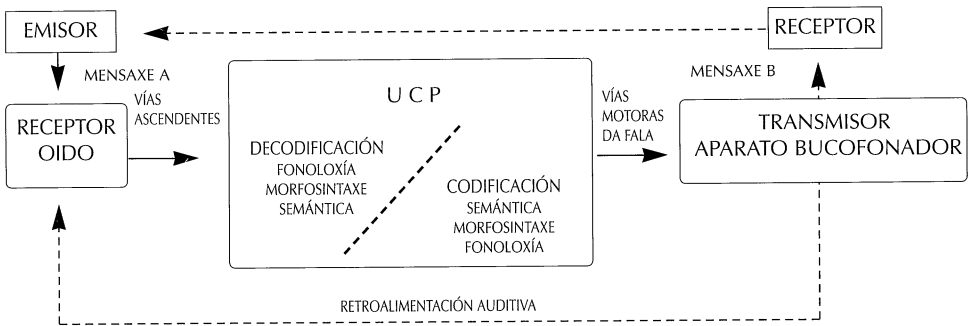 EMISOR
RECEPTOR
MENSAXE A
MENSAXE B
RECEPTOR
OIDO
VÍAS
ASCENDENTES
U C P
DECODIFICACIÓN
FONOLOXÍA
MORFOSINTAXE
SEMÁNTICA
CODIFICACIÓN
SEMÁNTICA
MORFOSINTAXE
FONOLOXÍA
VÍAS
MOTORAS
DA FALA
TRANSMISOR
APARATO BUCOFONADOR
RETROALIMENTACIÓN AUDITIVA